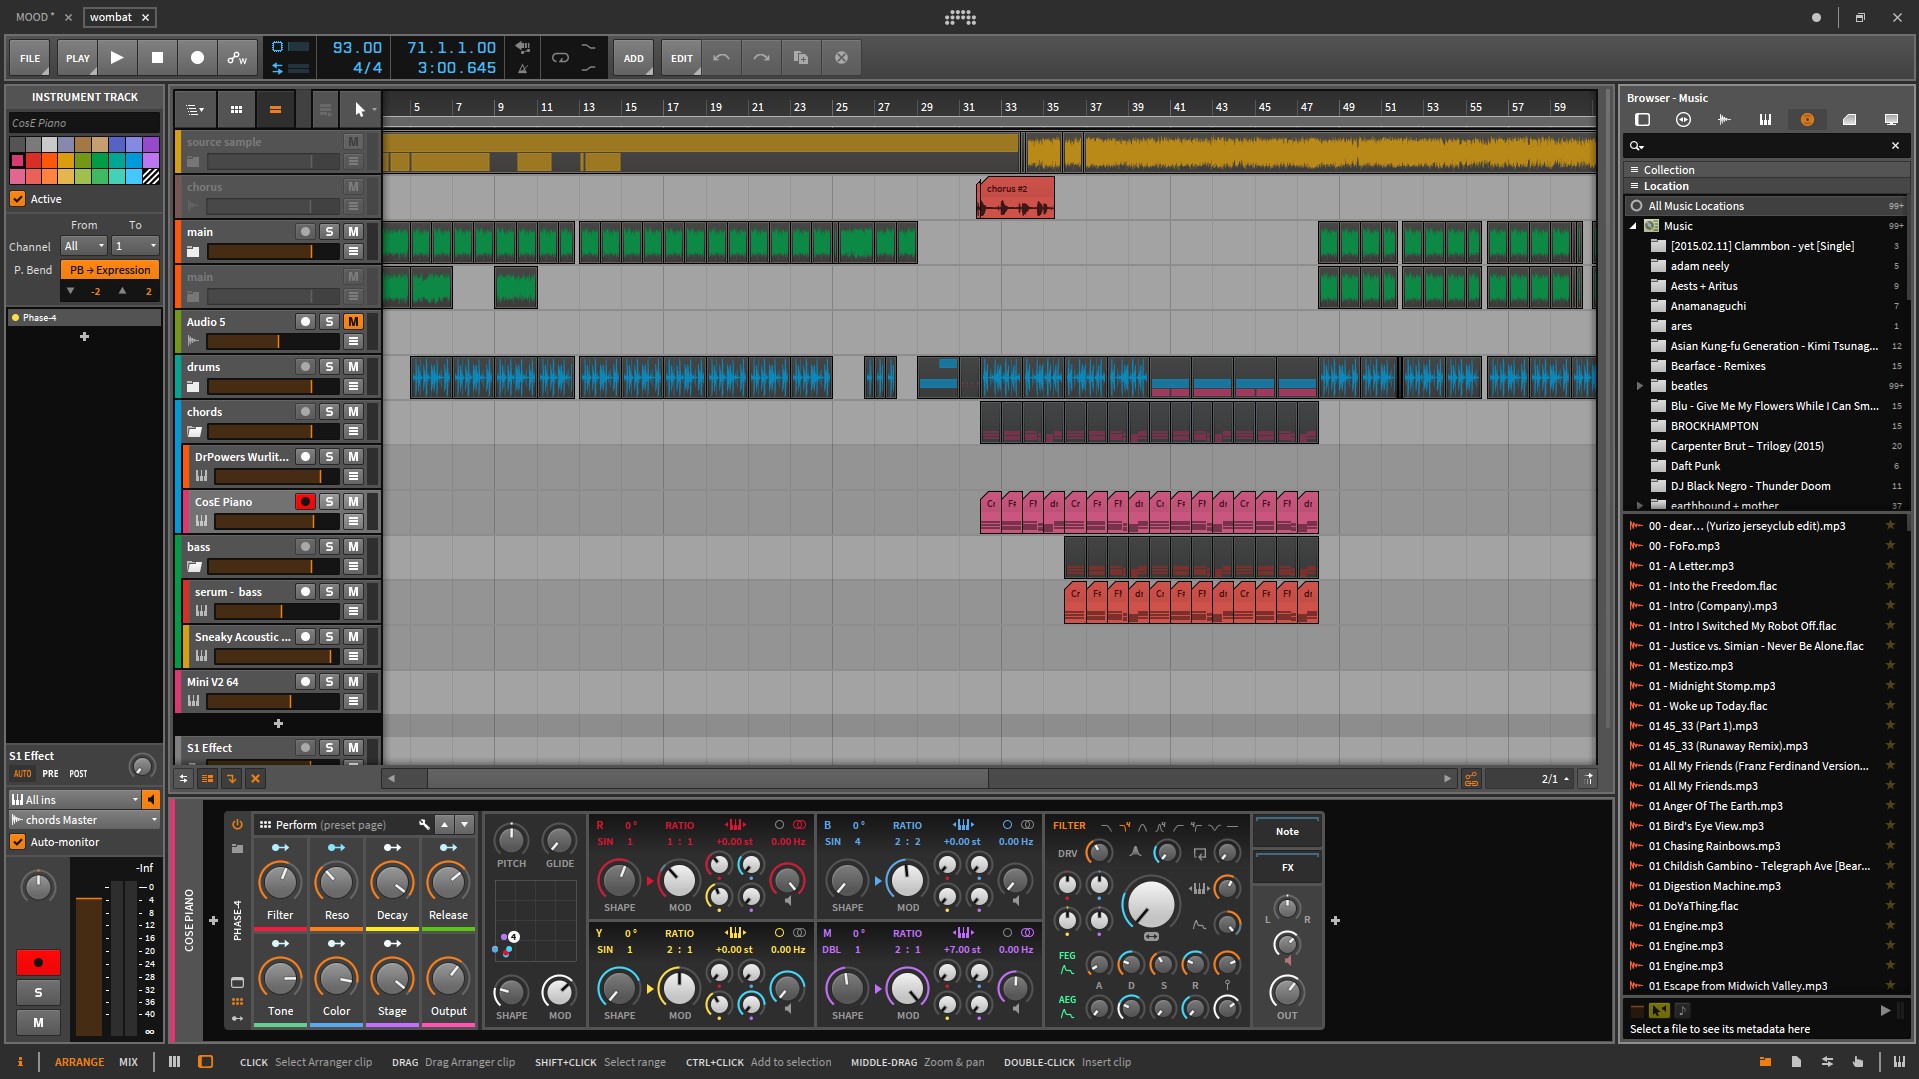 MOOD *
wombat
FILE
PLAY
93.00
4/4
71.1.1.00
3:00.645
ADD
EDIT
INSTRUMENT TRACK
CosE Piano
Active
From To
Channel All 1
P. Bend PB → Expression
-2 2
Phase-4
5 7 9 11 13 15 17 19 21 23 25 27 29 31 33 35 37 39 41 43 45 47 49 51 53 55 57 59
source sample M
chorus M
chorus #2
main S M
main M
Audio 5 S M
drums S M
chords S M
DrPowers Wurlit... S M
CosE Piano S M
bass S M
serum - bass S M
Sneaky Acoustic ... S M
Mini V2 64 S M
S1 Effect S M
2/1
S1 Effect
AUTO PRE POST
All ins
chords Master
Auto-monitor
-Inf
0
4
8
12
16
20
24
28
32
36
40
∞
S
M
COSE PIANO
PHASE-4
Perform (preset page)
Filter Reso Decay Release
Tone Color Stage Output
PITCH GLIDE
4
SHAPE MOD
R 0° RATIO
SIN 1 1 : 1 +0.00 st 0.00 Hz
SHAPE MOD
B 0° RATIO
SIN 4 2 : 2 +0.00 st 0.00 Hz
SHAPE MOD
Y 0° RATIO
SIN 1 2 : 1 +0.00 st 0.00 Hz
SHAPE MOD
M 0° RATIO
DBL 1 2 : 1 +7.00 st 0.00 Hz
SHAPE MOD
FILTER
DRV
FEG
A D S R
AEG
Note
FX
L R
OUT
Browser - Music
Collection
Location
All Music Locations 99+
Music 99+
[2015.02.11] Clammbon - yet [Single] 3
adam neely 5
Aests + Aritus 9
Anamanaguchi 7
ares 1
Asian Kung-fu Generation - Kimi Tsunag... 12
Bearface - Remixes 15
beatles 99+
Blu - Give Me My Flowers While I Can Sm... 15
BROCKHAMPTON 15
Carpenter Brut – Trilogy (2015) 20
Daft Punk 6
DJ Black Negro - Thunder Doom 11
earthbound + mother 37
00 - dear… (Yurizo jerseyclub edit).mp3
00 - FoFo.mp3
01 - A Letter.mp3
01 - Into the Freedom.flac
01 - Intro (Company).mp3
01 - Intro I Switched My Robot Off.flac
01 - Justice vs. Simian - Never Be Alone.flac
01 - Mestizo.mp3
01 - Midnight Stomp.mp3
01 - Woke up Today.flac
01 45_33 (Part 1).mp3
01 45_33 (Runaway Remix).mp3
01 All My Friends (Franz Ferdinand Version...
01 All My Friends.mp3
01 Anger Of The Earth.mp3
01 Bird's Eye View.mp3
01 Chasing Rainbows.mp3
01 Childish Gambino - Telegraph Ave [Bear...
01 Digestion Machine.mp3
01 DoYaThing.flac
01 Engine.mp3
01 Engine.mp3
01 Engine.mp3
01 Escape from Midwich Valley.mp3
Select a file to see its metadata here
i ARRANGE MIX
CLICK Select Arranger clip DRAG Drag Arranger clip SHIFT+CLICK Select range CTRL+CLICK Add to selection MIDDLE-DRAG Zoom & pan DOUBLE-CLICK Insert clip